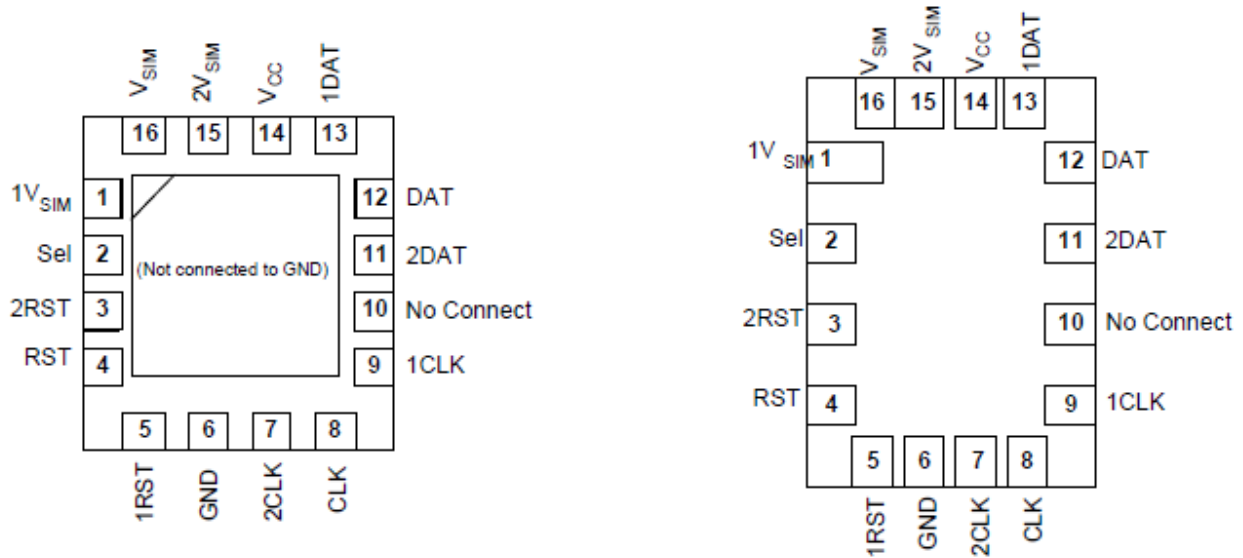 VSIM 2VSIM VCC 1DAT
16 15 14 13
1VSIM 1
Sel 2
2RST 3
RST 4
(Not connected to GND)
12 DAT
11 2DAT
10 No Connect
9 1CLK
5 6 7 8
1RST GND 2CLK CLK
VSIM 2VSIM VCC 1DAT
16 15 14 13
1V SIM 1
Sel 2
2RST 3
RST 4
12 DAT
11 2DAT
10 No Connect
9 1CLK
5 6 7 8
1RST GND 2CLK CLK